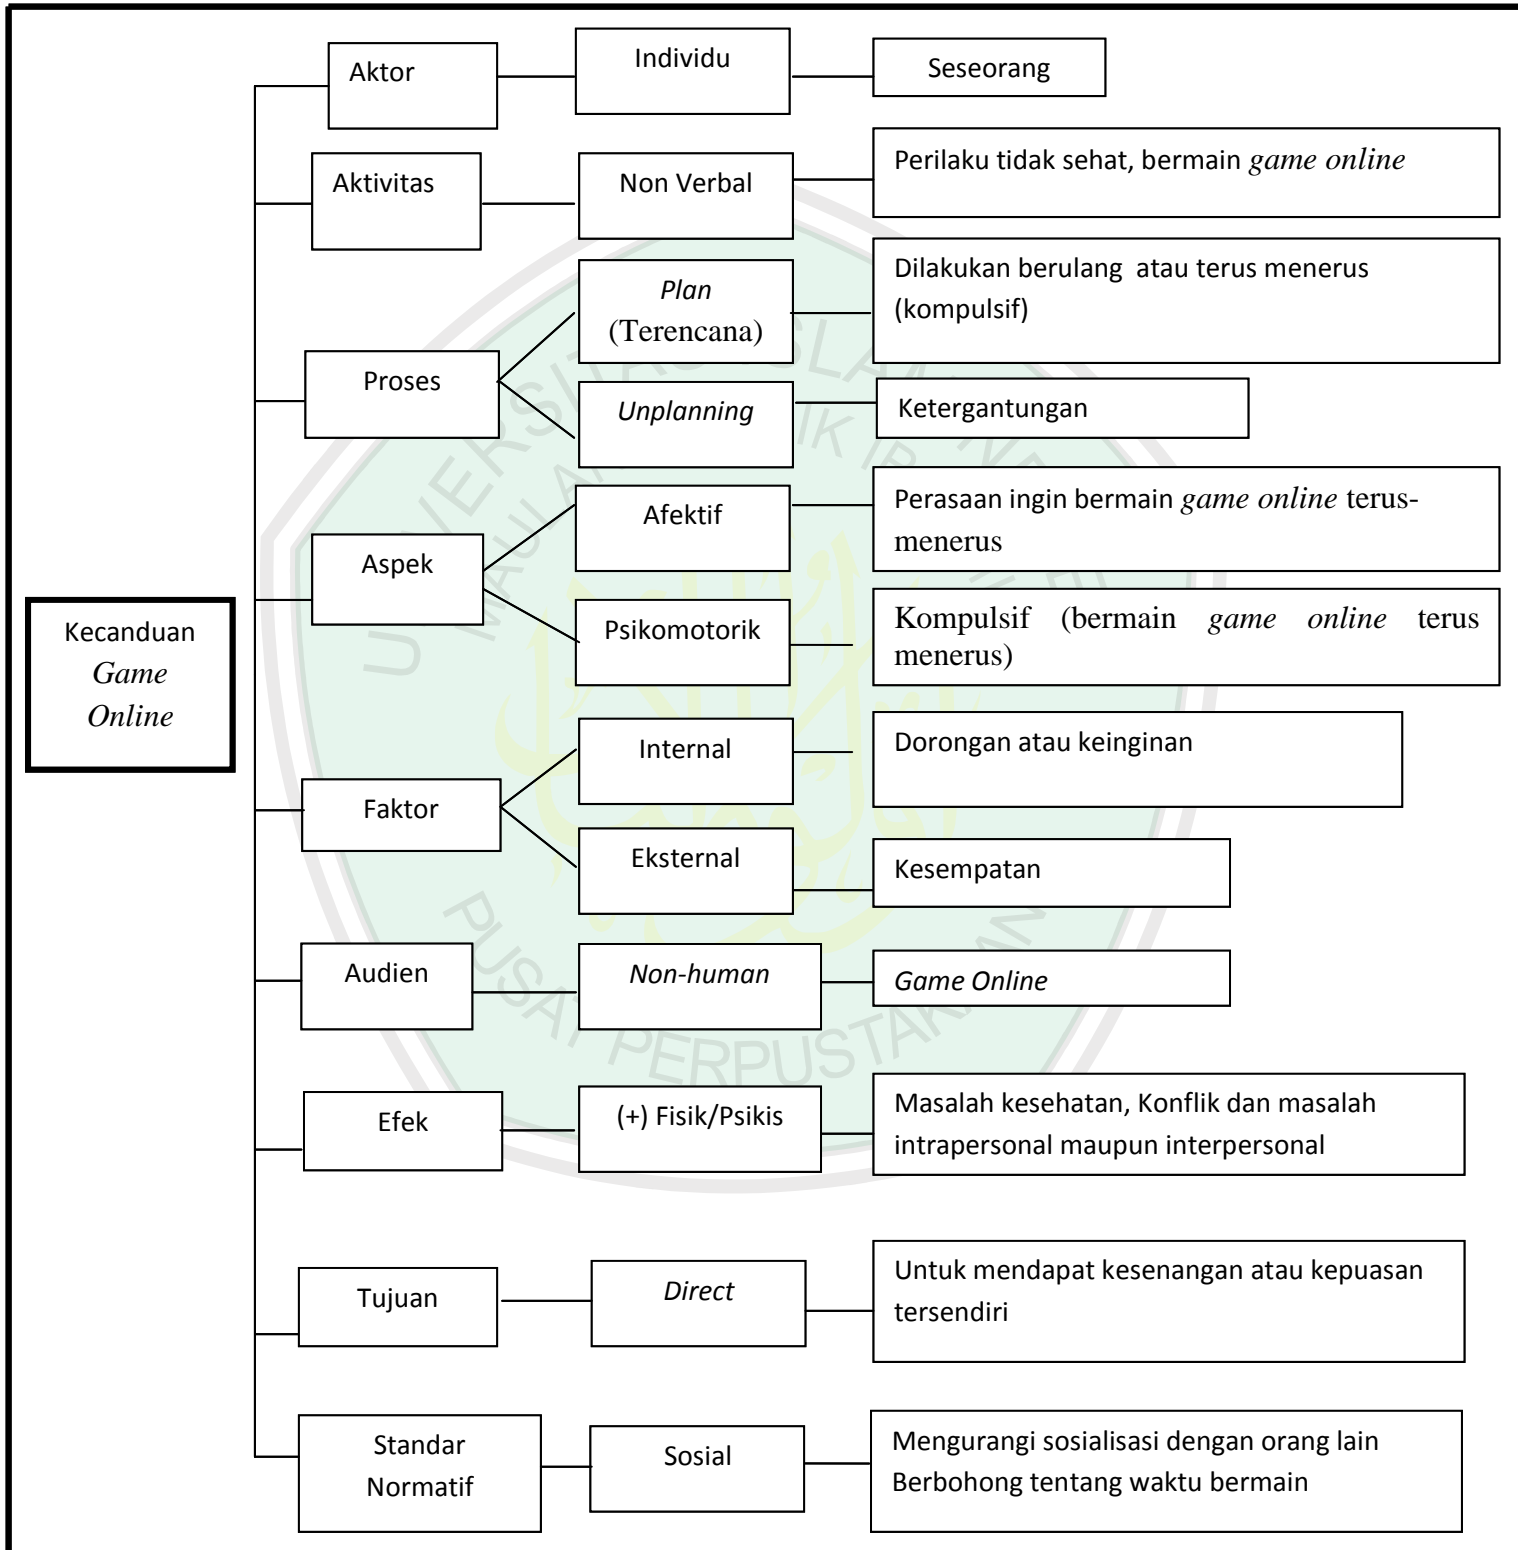 Aktor
Individu
Seseorang
Aktivitas
Non Verbal
Perilaku tidak sehat, bermain game online
Proses
Plan
(Terencana)
Dilakukan berulang atau terus menerus
(kompulsif)
Unplanning
Ketergantungan
Aspek
Afektif
Perasaan ingin bermain game online terus-
menerus
Psikomotorik
Kompulsif (bermain game online terus
menerus)
Kecanduan
Game
Online
Faktor
Internal
Dorongan atau keinginan
Eksternal
Kesempatan
Audien
Non-human
Game Online
Efek
(+) Fisik/Psikis
Masalah kesehatan, Konflik dan masalah
intrapersonal maupun interpersonal
Tujuan
Direct
Untuk mendapat kesenangan atau kepuasan
tersendiri
Standar
Normatif
Sosial
Mengurangi sosialisasi dengan orang lain
Berbohong tentang waktu bermain
PUSAT PERPUSTAKAAN